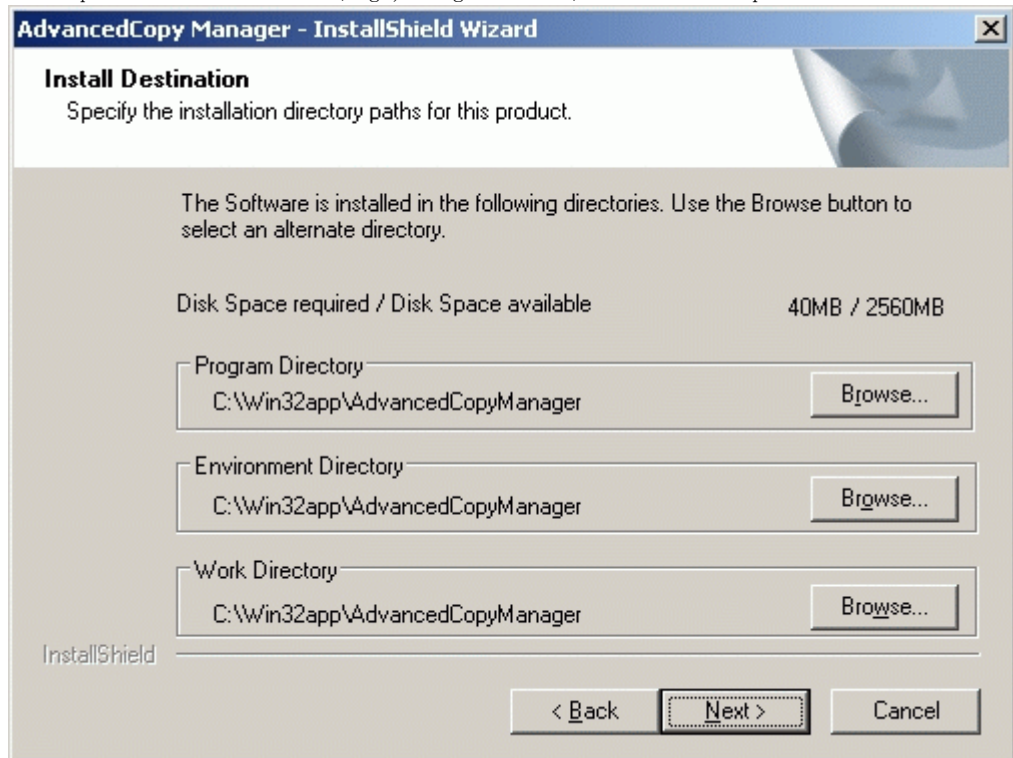 AdvancedCopy Manager - InstallShield Wizard
Install Destination
Specify the installation directory paths for this product.
The Software is installed in the following directories. Use the Browse button to
select an alternate directory.
Disk Space required / Disk Space available 40MB / 2560MB
Program Directory
C:\Win32app\AdvancedCopyManager Browse...
Environment Directory
C:\Win32app\AdvancedCopyManager Browse...
Work Directory
C:\Win32app\AdvancedCopyManager Browse...
InstallShield
< Back Next > Cancel